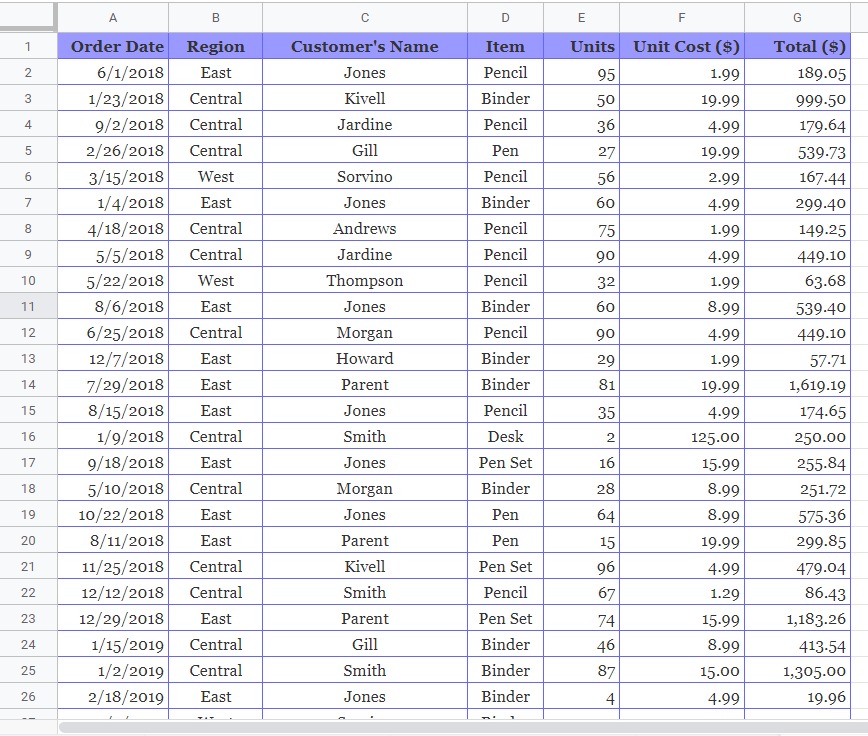 A B C D E F G
1 Order Date Region Customer's Name Item Units Unit Cost ($) Total ($)
2 6/1/2018 East Jones Pencil 95 1.99 189.05
3 1/23/2018 Central Kivell Binder 50 19.99 999.50
4 9/2/2018 Central Jardine Pencil 36 4.99 179.64
5 2/26/2018 Central Gill Pen 27 19.99 539.73
6 3/15/2018 West Sorvino Pencil 56 2.99 167.44
7 1/4/2018 East Jones Binder 60 4.99 299.40
8 4/18/2018 Central Andrews Pencil 75 1.99 149.25
9 5/5/2018 Central Jardine Pencil 90 4.99 449.10
10 5/22/2018 West Thompson Pencil 32 1.99 63.68
11 8/6/2018 East Jones Binder 60 8.99 539.40
12 6/25/2018 Central Morgan Pencil 90 4.99 449.10
13 12/7/2018 East Howard Binder 29 1.99 57.71
14 7/29/2018 East Parent Binder 81 19.99 1,619.19
15 8/15/2018 East Jones Pencil 35 4.99 174.65
16 1/9/2018 Central Smith Desk 2 125.00 250.00
17 9/18/2018 East Jones Pen Set 16 15.99 255.84
18 5/10/2018 Central Morgan Binder 28 8.99 251.72
19 10/22/2018 East Jones Pen 64 8.99 575.36
20 8/11/2018 East Parent Pen 15 19.99 299.85
21 11/25/2018 Central Kivell Pen Set 96 4.99 479.04
22 12/12/2018 Central Smith Pencil 67 1.29 86.43
23 12/29/2018 East Parent Pen Set 74 15.99 1,183.26
24 1/15/2019 Central Gill Binder 46 8.99 413.54
25 1/2/2019 Central Smith Binder 87 15.00 1,305.00
26 2/18/2019 East Jones Binder 4 4.99 19.96